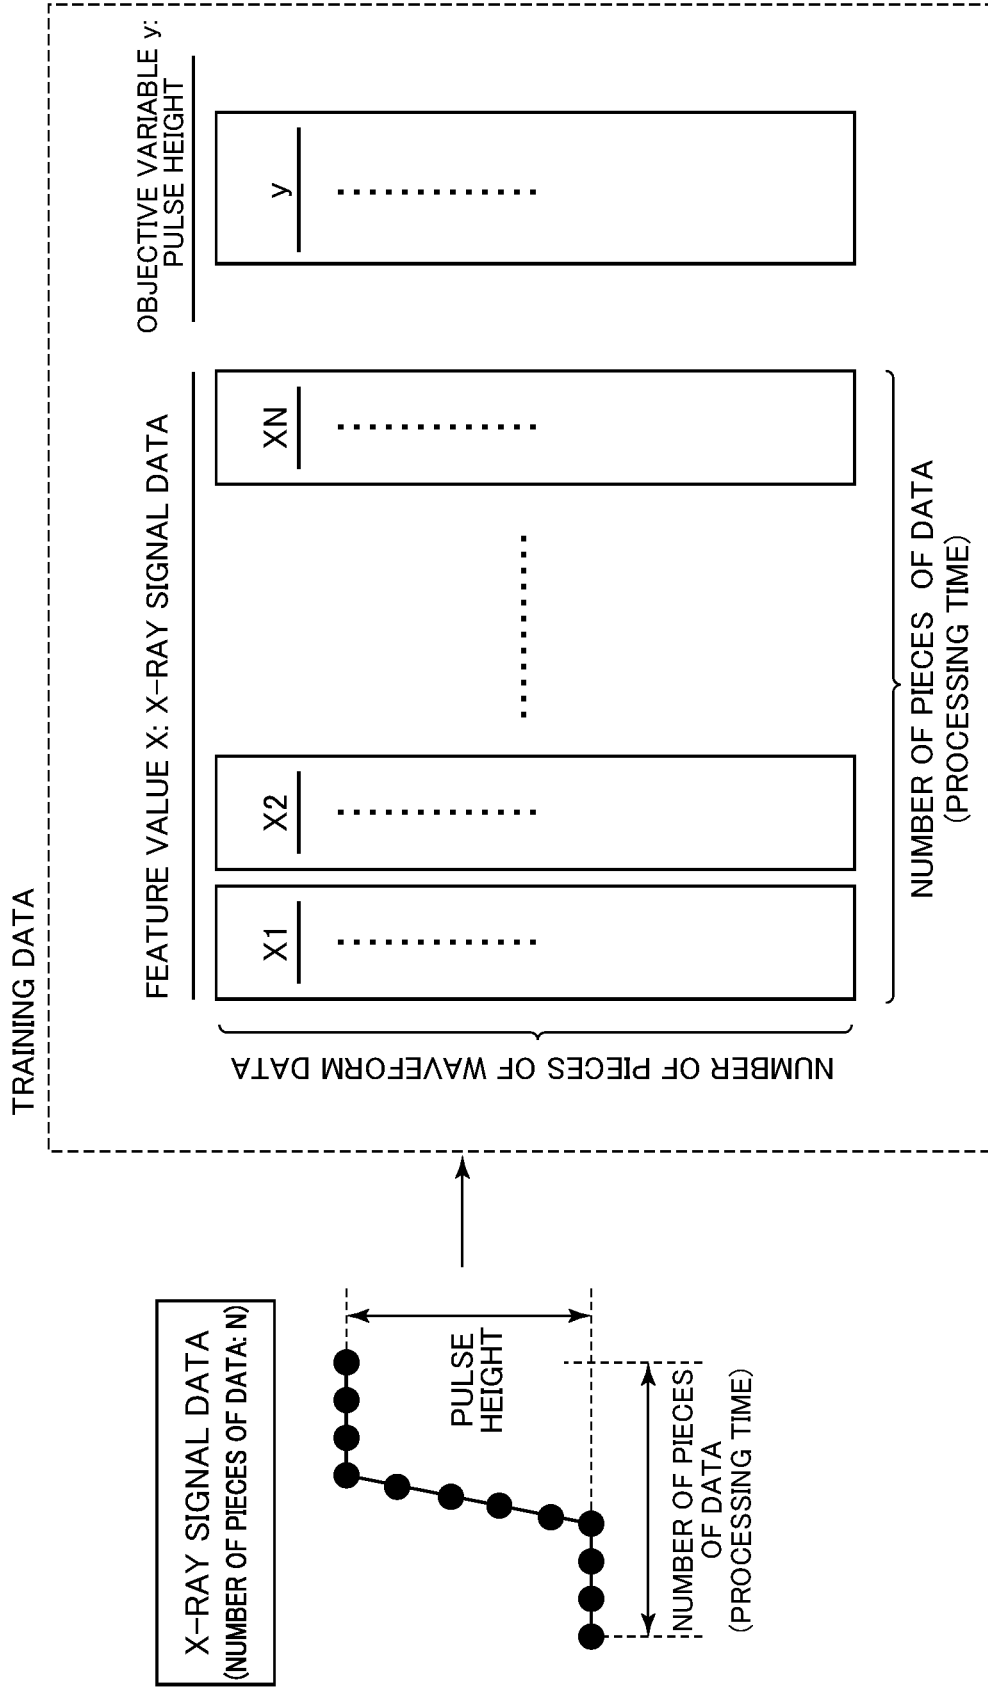 X-RAY SIGNAL DATA
(NUMBER OF PIECES OF DATA: N)
PULSE
HEIGHT
NUMBER OF PIECES
OF DATA
(PROCESSING TIME)
TRAINING DATA
FEATURE VALUE X: X-RAY SIGNAL DATA
OBJECTIVE VARIABLE y:
PULSE HEIGHT
NUMBER OF PIECES OF WAVEFORM DATA
X1
X2
XN
y
NUMBER OF PIECES OF DATA
(PROCESSING TIME)